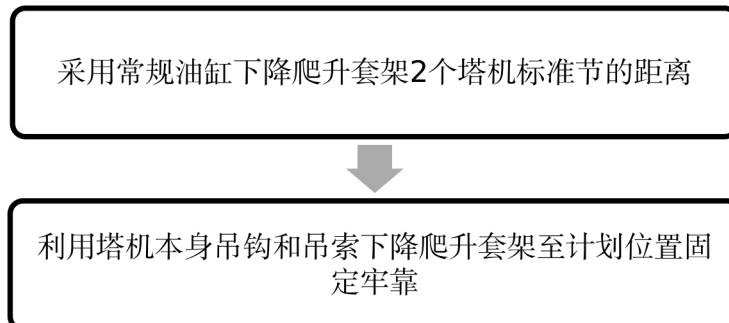 采用常规油缸下降爬升套架2个塔机标准节的距离
利用塔机本身吊钩和吊索下降爬升套架至计划位置固
定牢靠